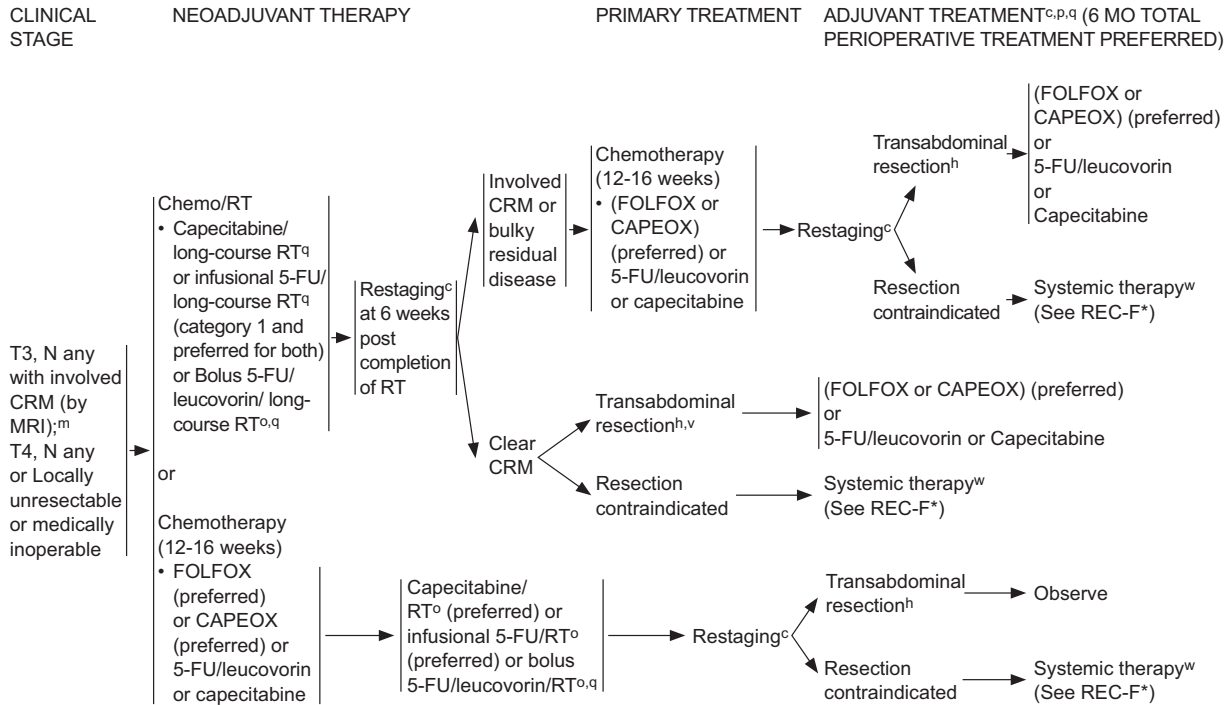 CLINICAL
STAGE
NEOADJUVANT THERAPY
PRIMARY TREATMENT
ADJUVANT TREATMENTc,p,q (6 MO TOTAL
PERIOPERATIVE TREATMENT PREFERRED)
T3, N any
with involved
CRM (by
MRI);m
T4, N any
or Locally
unresectable
or medically
inoperable
Chemo/RT
• Capecitabine/
long-course RTq
or infusional 5-FU/
long-course RTq
(category 1 and
preferred for both)
or Bolus 5-FU/
leucovorin/ long-
course RTo,q
Restagingc
at 6 weeks
post
completion
of RT
Involved
CRM or
bulky
residual
disease
Chemotherapy
(12-16 weeks)
• (FOLFOX or
CAPEOX)
(preferred) or
5-FU/leucovorin
or capecitabine
Restagingc
Transabdominal
resectionh
(FOLFOX or
CAPEOX) (preferred)
or
5-FU/leucovorin
or
Capecitabine
Resection
contraindicated
Systemic therapyw
(See REC-F*)
Clear
CRM
Transabdominal
resectionh,v
(FOLFOX or CAPEOX) (preferred)
or
5-FU/leucovorin or Capecitabine
Resection
contraindicated
Systemic therapyw
(See REC-F*)
or
Chemotherapy
(12-16 weeks)
• FOLFOX
(preferred)
or CAPEOX
(preferred) or
5-FU/leucovorin
or capecitabine
Capecitabine/
RTo (preferred) or
infusional 5-FU/RTo
(preferred) or bolus
5-FU/leucovorin/RTo,q
Restagingc
Transabdominal
resectionh
Observe
Resection
contraindicated
Systemic therapyw
(See REC-F*)